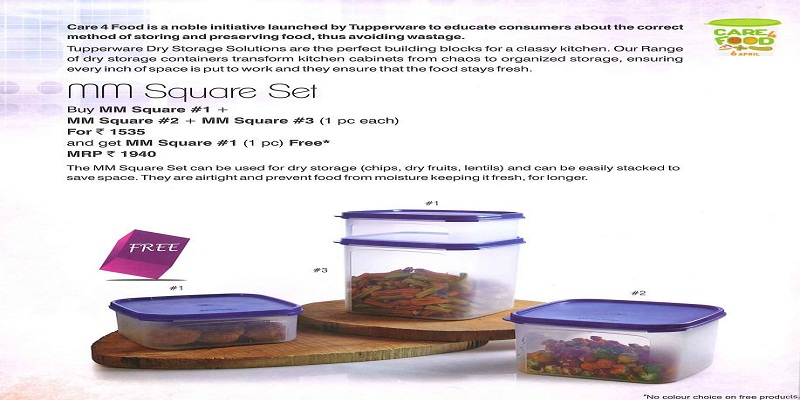 Care 4 Food is a noble initiative launched by Tupperware to educate consumers about the correct
method of storing and preserving food, thus avoiding wastage.
Tupperware Dry Storage Solutions are the perfect building blocks for a classy kitchen. Our Range
of dry storage containers transform kitchen cabinets from chaos to organized storage, ensuring
every inch of space is put to work and they ensure that the food stays fresh.
CARE 4
FOOD
6 APRIL
MM Square Set
Buy MM Square #1 +
MM Square #2 + MM Square #3 (1 pc each)
For ₹ 1535
and get MM Square #1 (1 pc) Free*
MRP ₹ 1940
The MM Square Set can be used for dry storage (chips, dry fruits, lentils) and can be easily stacked to
save space. They are airtight and prevent food from moisture keeping it fresh, for longer.
#1
FREE
#3
#1
#2
*No colour choice on free products.